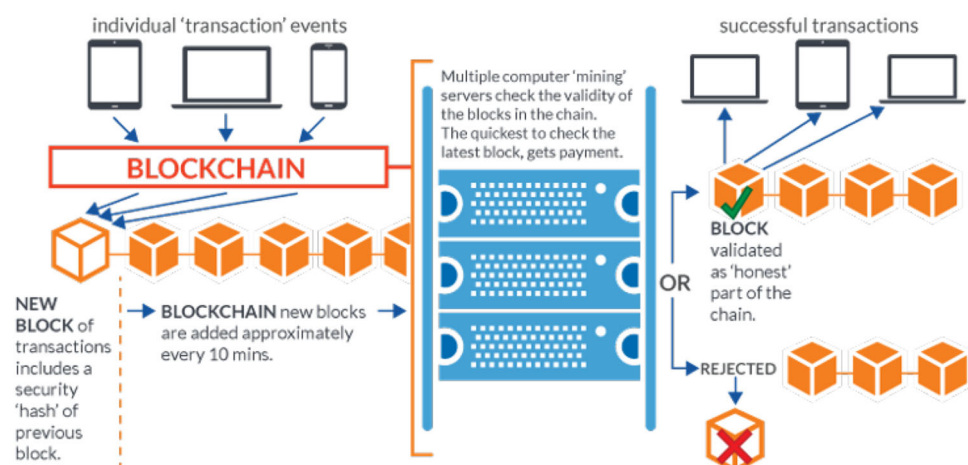 individual 'transaction' events
BLOCKCHAIN
NEW
BLOCK of
transactions
includes a
security
'hash' of
previous
block.
BLOCKCHAIN new blocks
are added approximately
every 10 mins.
Multiple computer 'mining'
servers check the validity of
the blocks in the chain.
The quickest to check the
latest block, gets payment.
OR
successful transactions
BLOCK
validated
as 'honest'
part of the
chain.
REJECTED